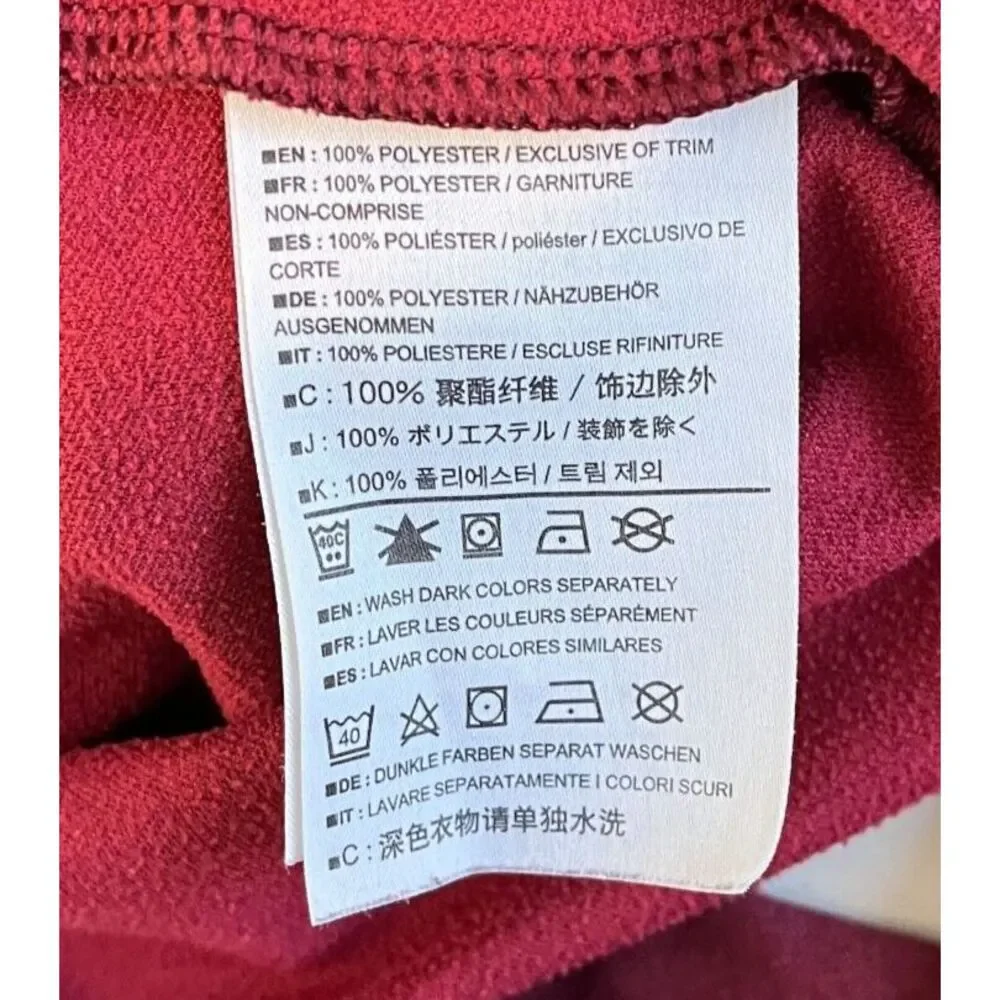 EN : 100% POLYESTER / EXCLUSIVE OF TRIM
FR : 100% POLYESTER / GARNITURE
NON-COMPRISE
ES : 100% POLIÉSTER / poliéster / EXCLUSIVO DE
CORTE
DE : 100% POLYESTER / NÄHZUBEHÖR
AUSGENOMMEN
IT : 100% POLIESTERE / ESCLUSE RIFINITURE
C : 100% 聚酯纤维 / 饰边除外
J : 100% ポリエステル / 装飾を除く
K : 100% 폴리에스터 / 트림 제외
40C
EN : WASH DARK COLORS SEPARATELY
FR : LAVER LES COULEURS SÉPARÉMENT
ES : LAVAR CON COLORES SIMILARES
40
DE : DUNKLE FARBEN SEPARAT WASCHEN
IT : LAVARE SEPARATAMENTE I COLORI SCURI
C : 深色衣物请单独水洗